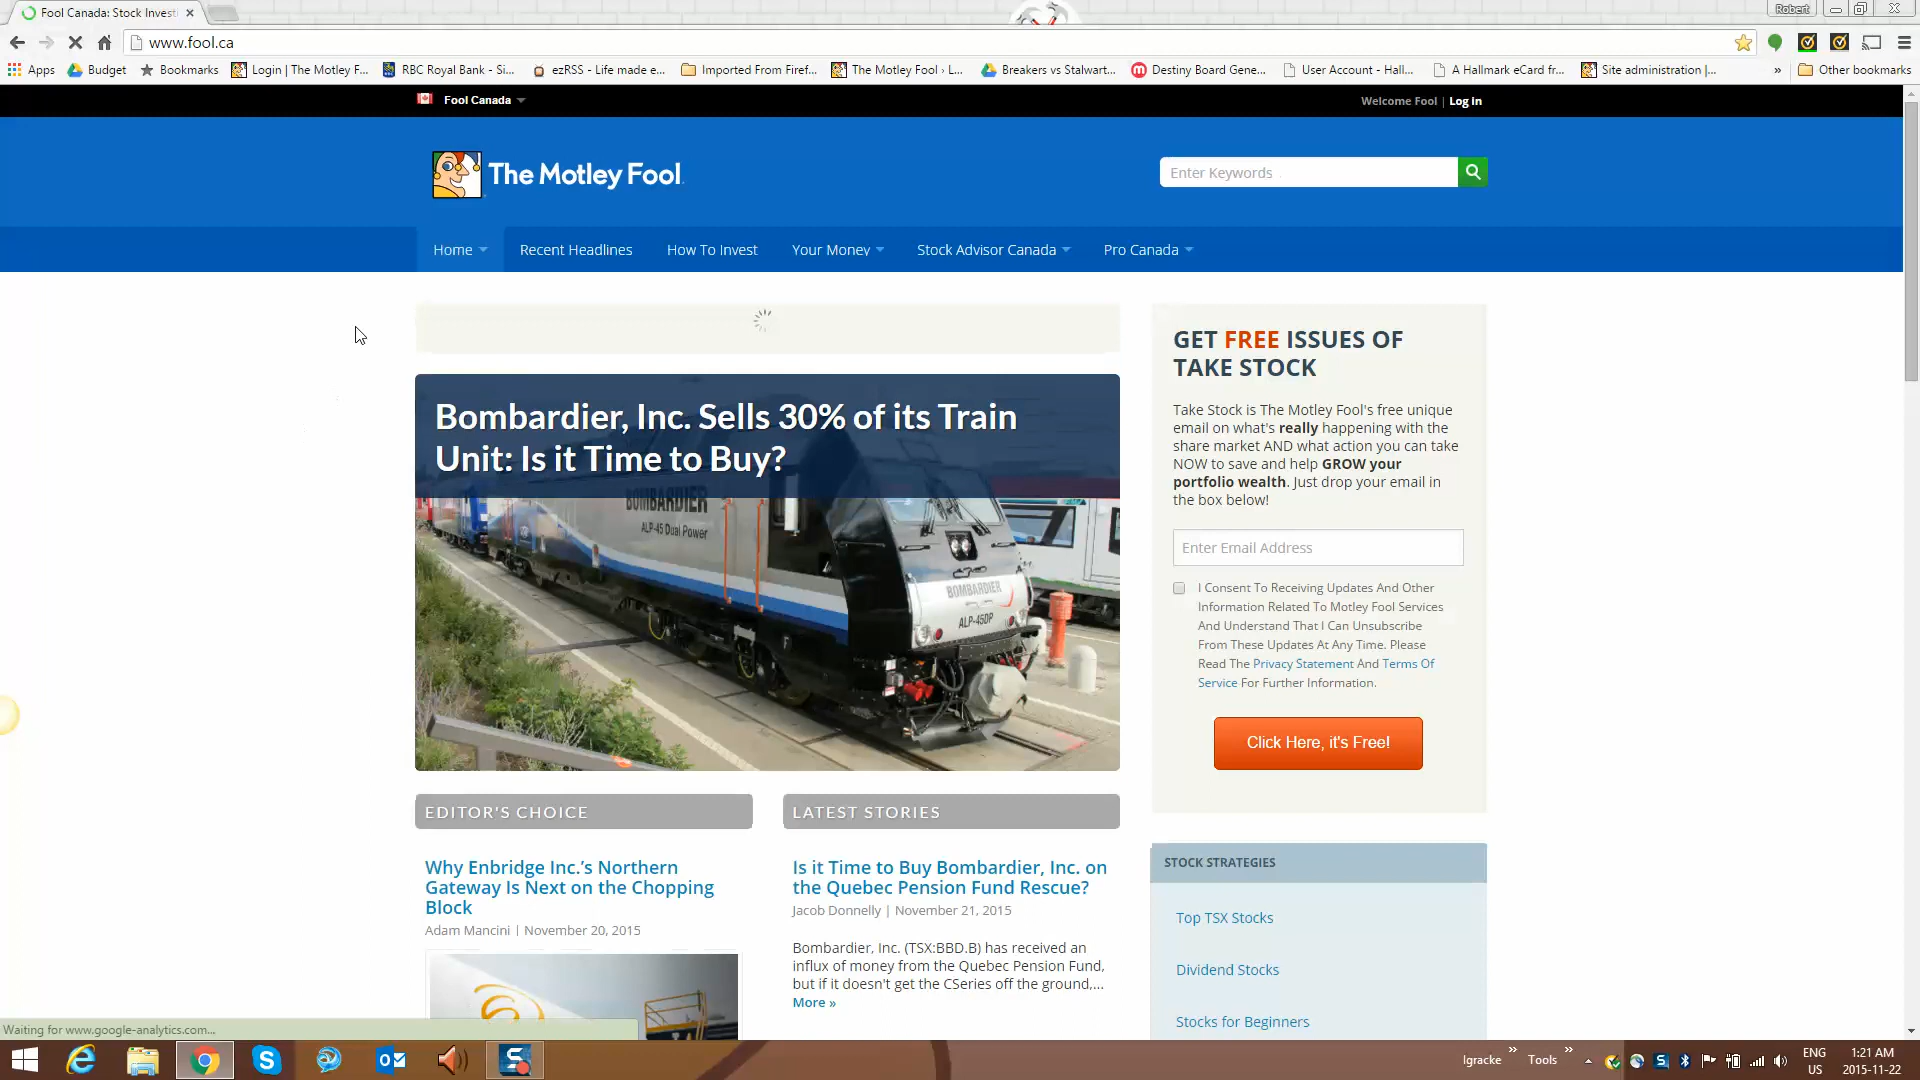 Fool Canada: Stock Invest
Robert
www.fool.ca
Apps Budget Bookmarks Login | The Motley F... RBC Royal Bank - Si... ezRSS - Life made e... Imported From Firef... The Motley Fool › L... Breakers vs Stalwart... Destiny Board Gene... User Account - Hall... A Hallmark eCard fr... Site administration |... » Other bookmarks
Fool Canada
Welcome Fool | Log in
The Motley Fool
Enter Keywords
Home Recent Headlines How To Invest Your Money Stock Advisor Canada Pro Canada
Bombardier, Inc. Sells 30% of its Train
Unit: Is it Time to Buy?
BOMBARDIER
ALP-45 Dual Power
BOMBARDIER
ALP-45DP
GET FREE ISSUES OF
TAKE STOCK
Take Stock is The Motley Fool's free unique
email on what's really happening with the
share market AND what action you can take
NOW to save and help GROW your
portfolio wealth. Just drop your email in
the box below!
Enter Email Address
I Consent To Receiving Updates And Other
Information Related To Motley Fool Services
And Understand That I Can Unsubscribe
From These Updates At Any Time. Please
Read The Privacy Statement And Terms Of
Service For Further Information.
Click Here, it's Free!
EDITOR'S CHOICE
Why Enbridge Inc.'s Northern
Gateway Is Next on the Chopping
Block
Adam Mancini | November 20, 2015
LATEST STORIES
Is it Time to Buy Bombardier, Inc. on
the Quebec Pension Fund Rescue?
Jacob Donnelly | November 21, 2015
Bombardier, Inc. (TSX:BBD.B) has received an
influx of money from the Quebec Pension Fund,
but if it doesn't get the CSeries off the ground,...
More »
STOCK STRATEGIES
Top TSX Stocks
Dividend Stocks
Stocks for Beginners
Waiting for www.google-analytics.com...
lgracke » Tools »
ENG
US
1:21 AM
2015-11-22